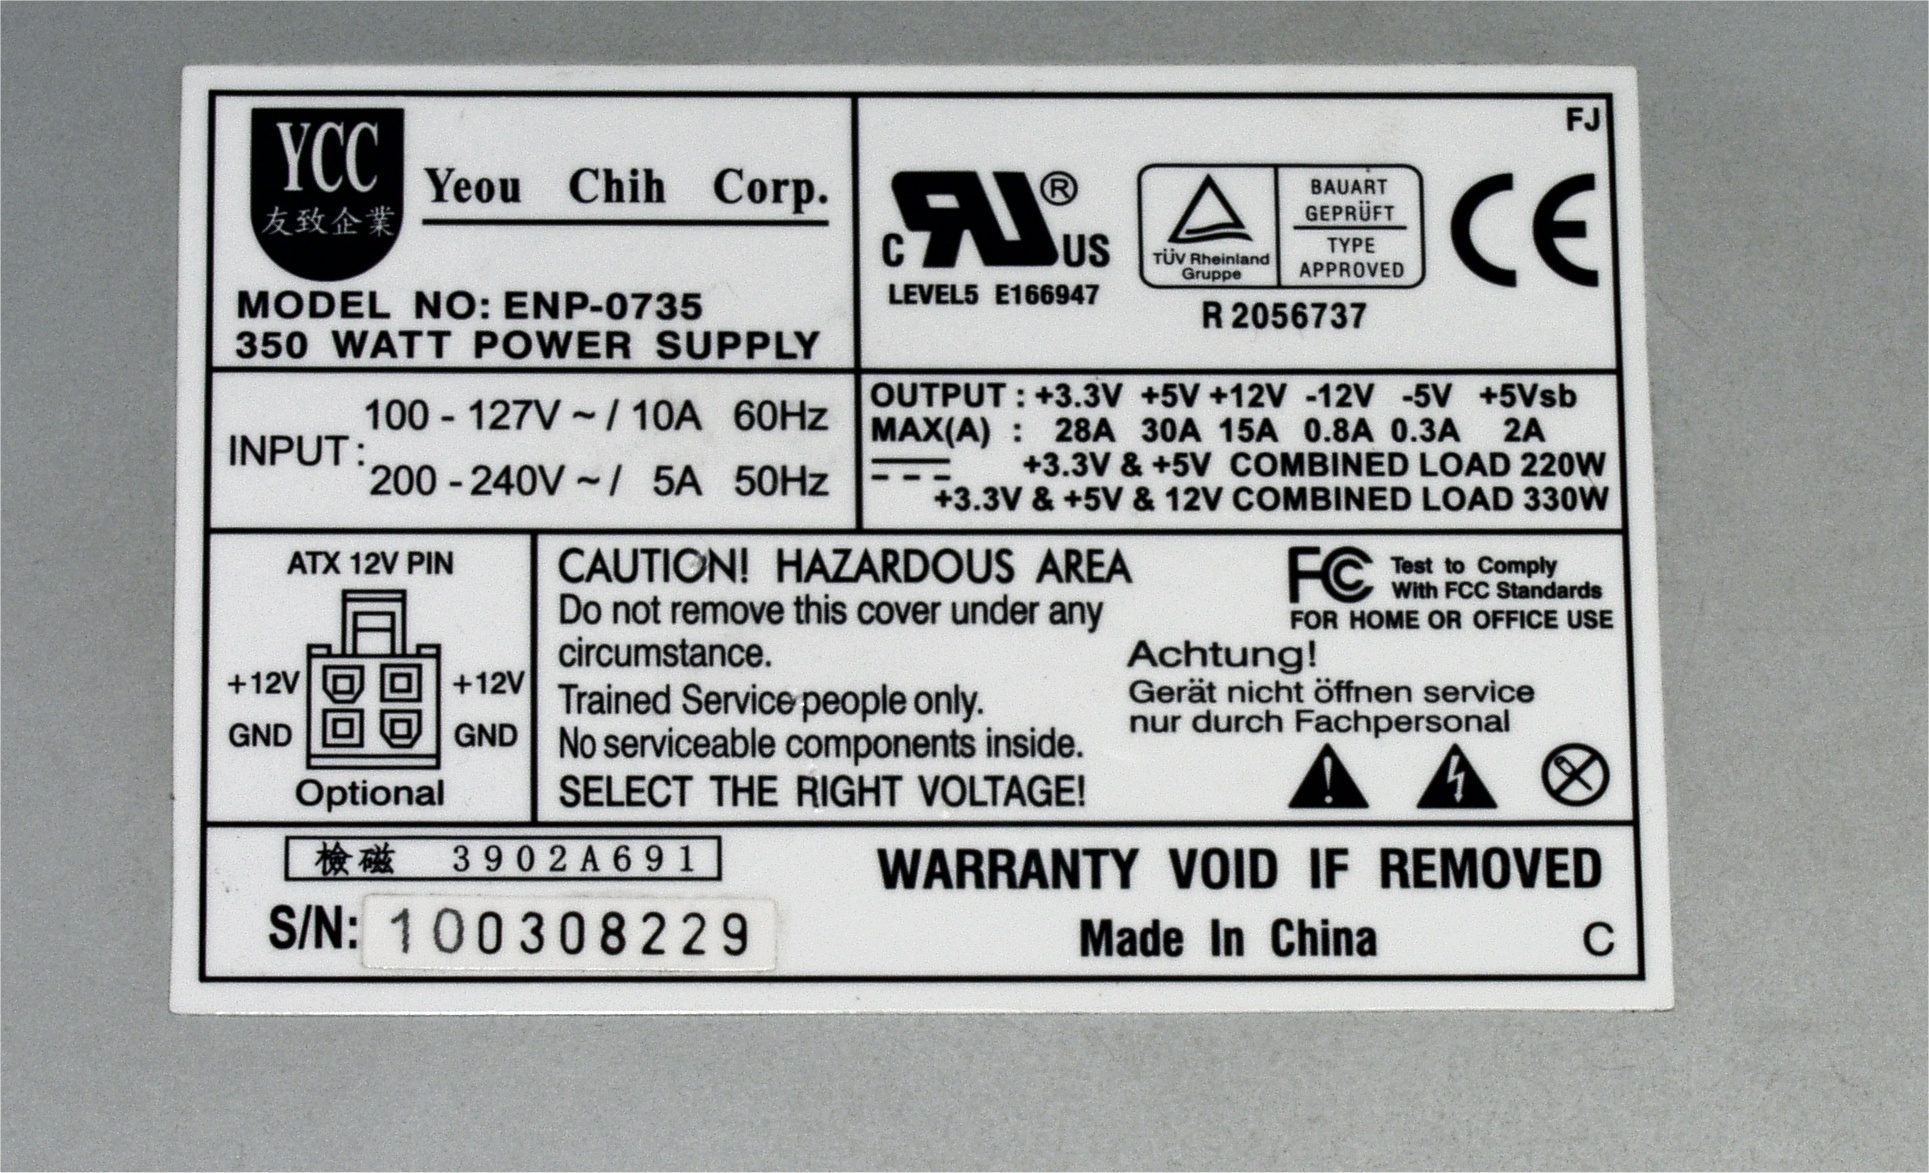 FJ
YCC
友致企業
Yeou Chih Corp.
MODEL NO: ENP-0735
350 WATT POWER SUPPLY
C RU ® US
LEVEL5 E166947
TÜV Rheinland
Gruppe
BAUART
GEPRÜFT
TYPE
APPROVED
R 2056737
CE
INPUT:
100 - 127V ~ / 10A 60Hz
200 - 240V ~ / 5A 50Hz
OUTPUT : +3.3V +5V +12V -12V -5V +5Vsb
MAX(A) : 28A 30A 15A 0.8A 0.3A 2A
+3.3V & +5V COMBINED LOAD 220W
+3.3V & +5V & 12V COMBINED LOAD 330W
ATX 12V PIN
+12V +12V
GND GND
Optional
CAUTION! HAZARDOUS AREA
Do not remove this cover under any
circumstance.
Trained Service people only.
No serviceable components inside.
SELECT THE RIGHT VOLTAGE!
FC Test to Comply
With FCC Standards
FOR HOME OR OFFICE USE
Achtung!
Gerät nicht öffnen service
nur durch Fachpersonal
檢磁 3902A691
S/N: 100308229
WARRANTY VOID IF REMOVED
Made In China
C